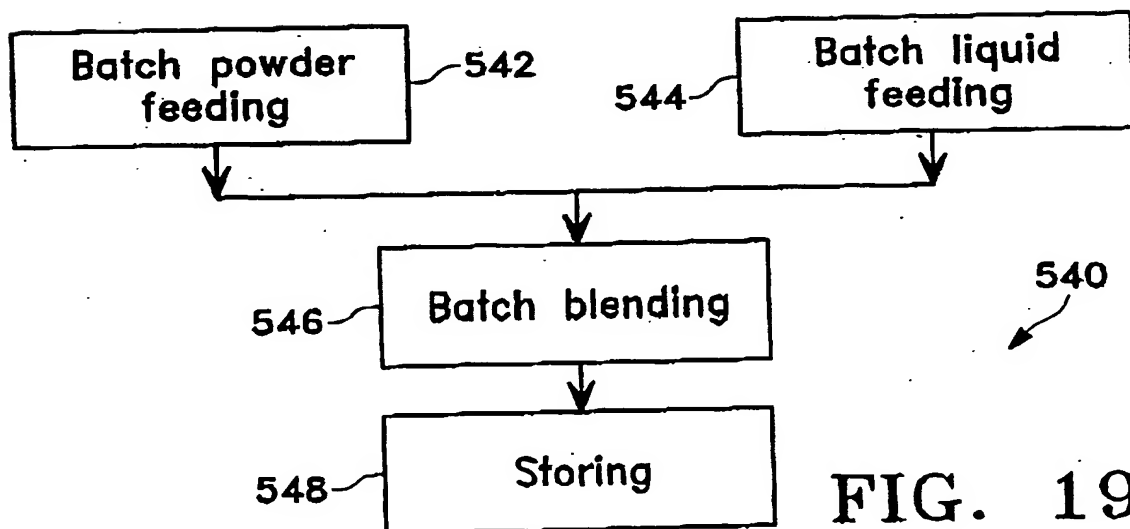 Batch powder
feeding
542
Batch liquid
feeding
544
Batch blending
546
540
Storing
548
FIG. 19